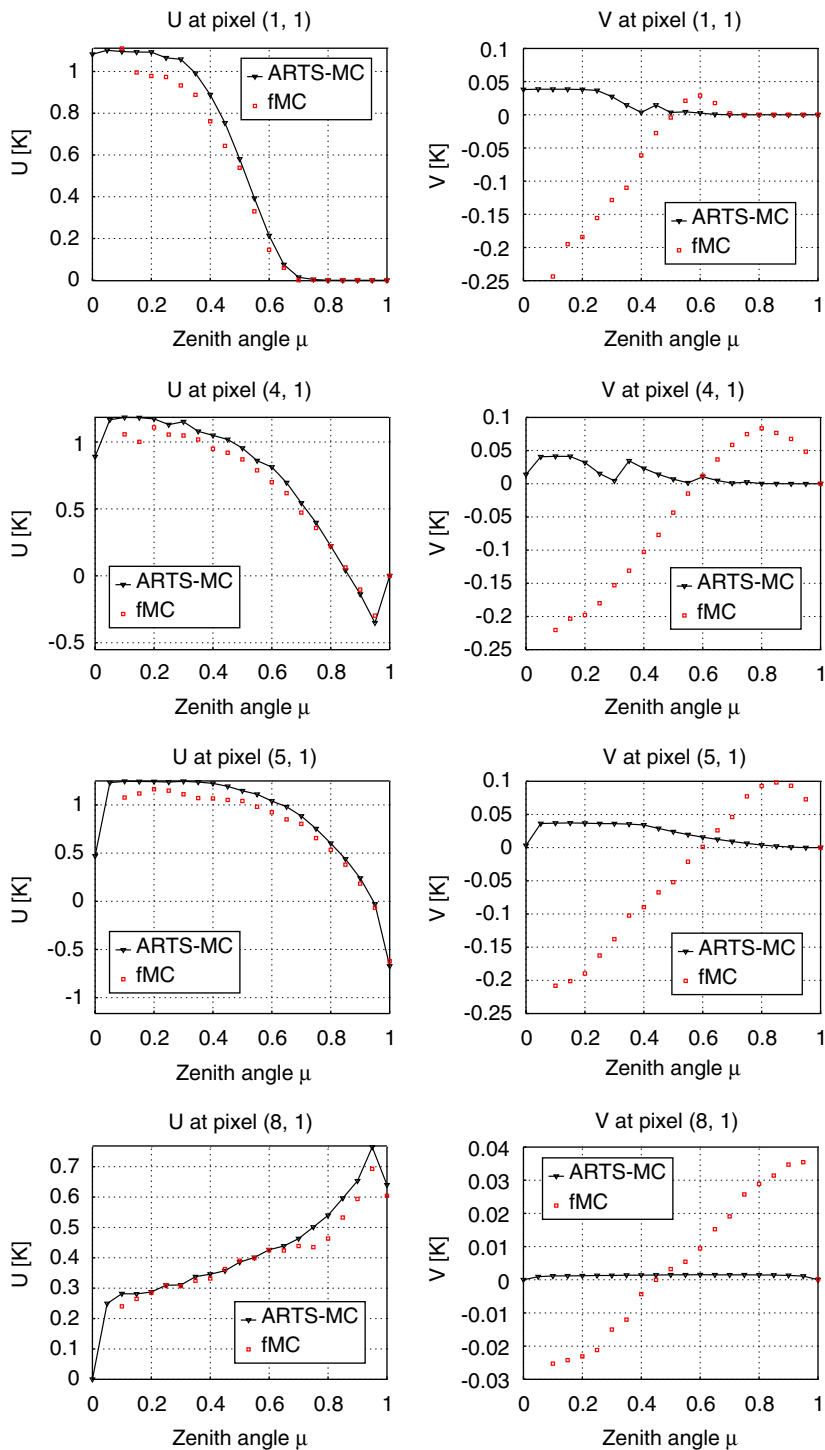 U at pixel (1, 1)
U [K]
1
0.8
0.6
0.4
0.2
0
ARTS-MC
fMC
0 0.2 0.4 0.6 0.8 1
Zenith angle μ
V at pixel (1, 1)
V [K]
0.1
0.05
0
-0.05
-0.1
-0.15
-0.2
-0.25
ARTS-MC
fMC
0 0.2 0.4 0.6 0.8 1
Zenith angle μ
U at pixel (4, 1)
U [K]
1
0.5
0
-0.5
ARTS-MC
fMC
0 0.2 0.4 0.6 0.8 1
Zenith angle μ
V at pixel (4, 1)
V [K]
0.1
0.05
0
-0.05
-0.1
-0.15
-0.2
-0.25
ARTS-MC
fMC
0 0.2 0.4 0.6 0.8 1
Zenith angle μ
U at pixel (5, 1)
U [K]
1
0.5
0
-0.5
-1
ARTS-MC
fMC
0 0.2 0.4 0.6 0.8 1
Zenith angle μ
V at pixel (5, 1)
V [K]
0.1
0.05
0
-0.05
-0.1
-0.15
-0.2
-0.25
ARTS-MC
fMC
0 0.2 0.4 0.6 0.8 1
Zenith angle μ
U at pixel (8, 1)
U [K]
0.7
0.6
0.5
0.4
0.3
0.2
0.1
0
ARTS-MC
fMC
0 0.2 0.4 0.6 0.8 1
Zenith angle μ
V at pixel (8, 1)
V [K]
0.04
0.03
0.02
0.01
0
-0.01
-0.02
-0.03
ARTS-MC
fMC
0 0.2 0.4 0.6 0.8 1
Zenith angle μ